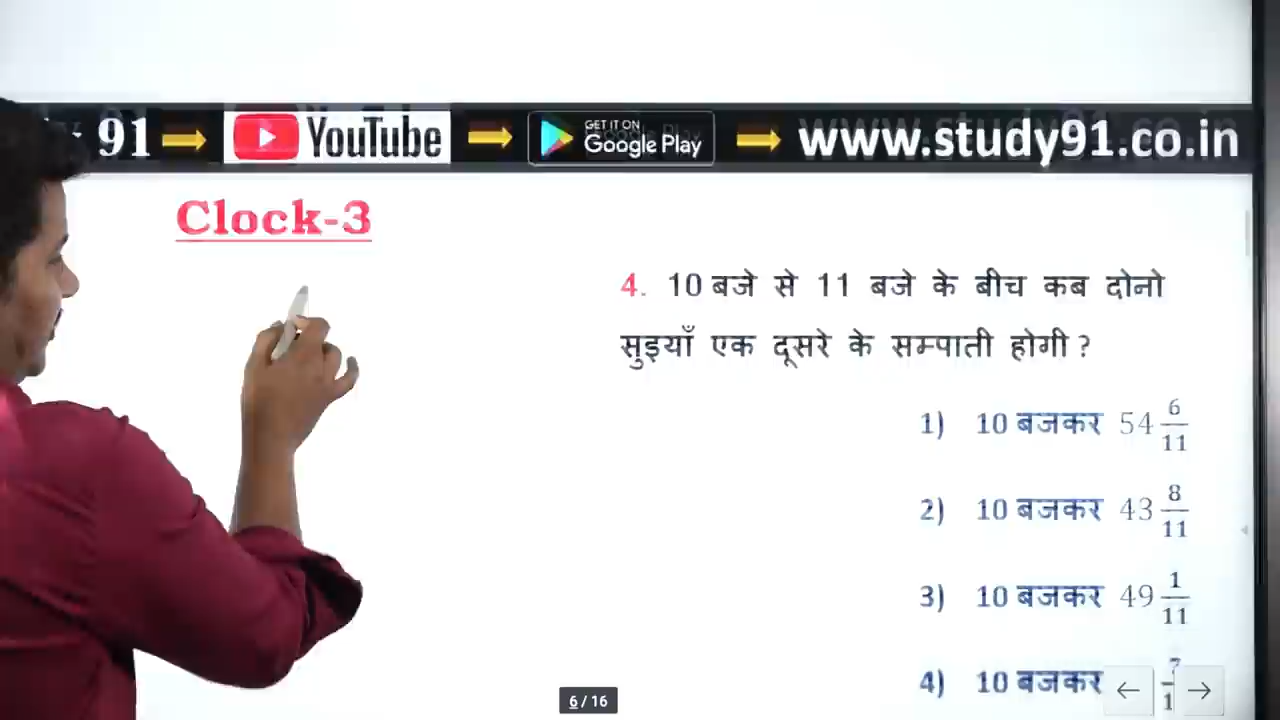 91 YouTube GET IT ON Google Play www.study91.co.in
Clock-3
4. 10 बजे से 11 बजे के बीच कब दोनो
सुइयाँ एक दूसरे के सम्पाती होगी ?
1) 10 बजकर 54 6/11
2) 10 बजकर 43 8/11
3) 10 बजकर 49 1/11
4) 10 बजकर
6 / 16